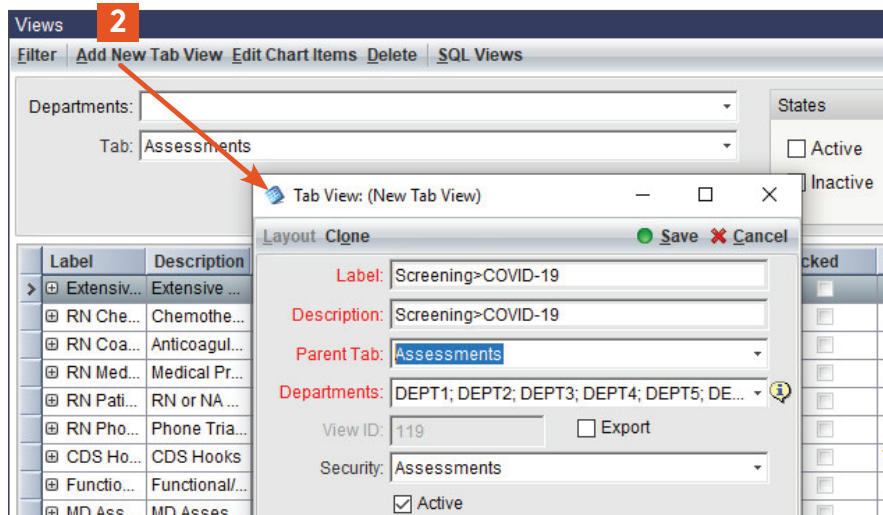 Views
2
Filter Add New Tab View Edit Chart Items Delete SQL Views
Departments:
States
Tab: Assessments
Active
Inactive
Tab View: (New Tab View)
Layout Clone Save Cancel
Label Description
Label: Screening>COVID-19
Extensiv... Extensive ...
RN Che... Chemothe...
Description: Screening>COVID-19
RN Coa... Anticoagul...
Parent Tab: Assessments
RN Med... Medical Pr...
Departments: DEPT1; DEPT2; DEPT3; DEPT4; DEPT5; DE...
RN Pati... RN or NA ...
View ID: 119 Export
RN Pho... Phone Tria...
CDS Ho... CDS Hooks
Security: Assessments
Functio... Functional/...
Active
MD Ass... MD Asses...